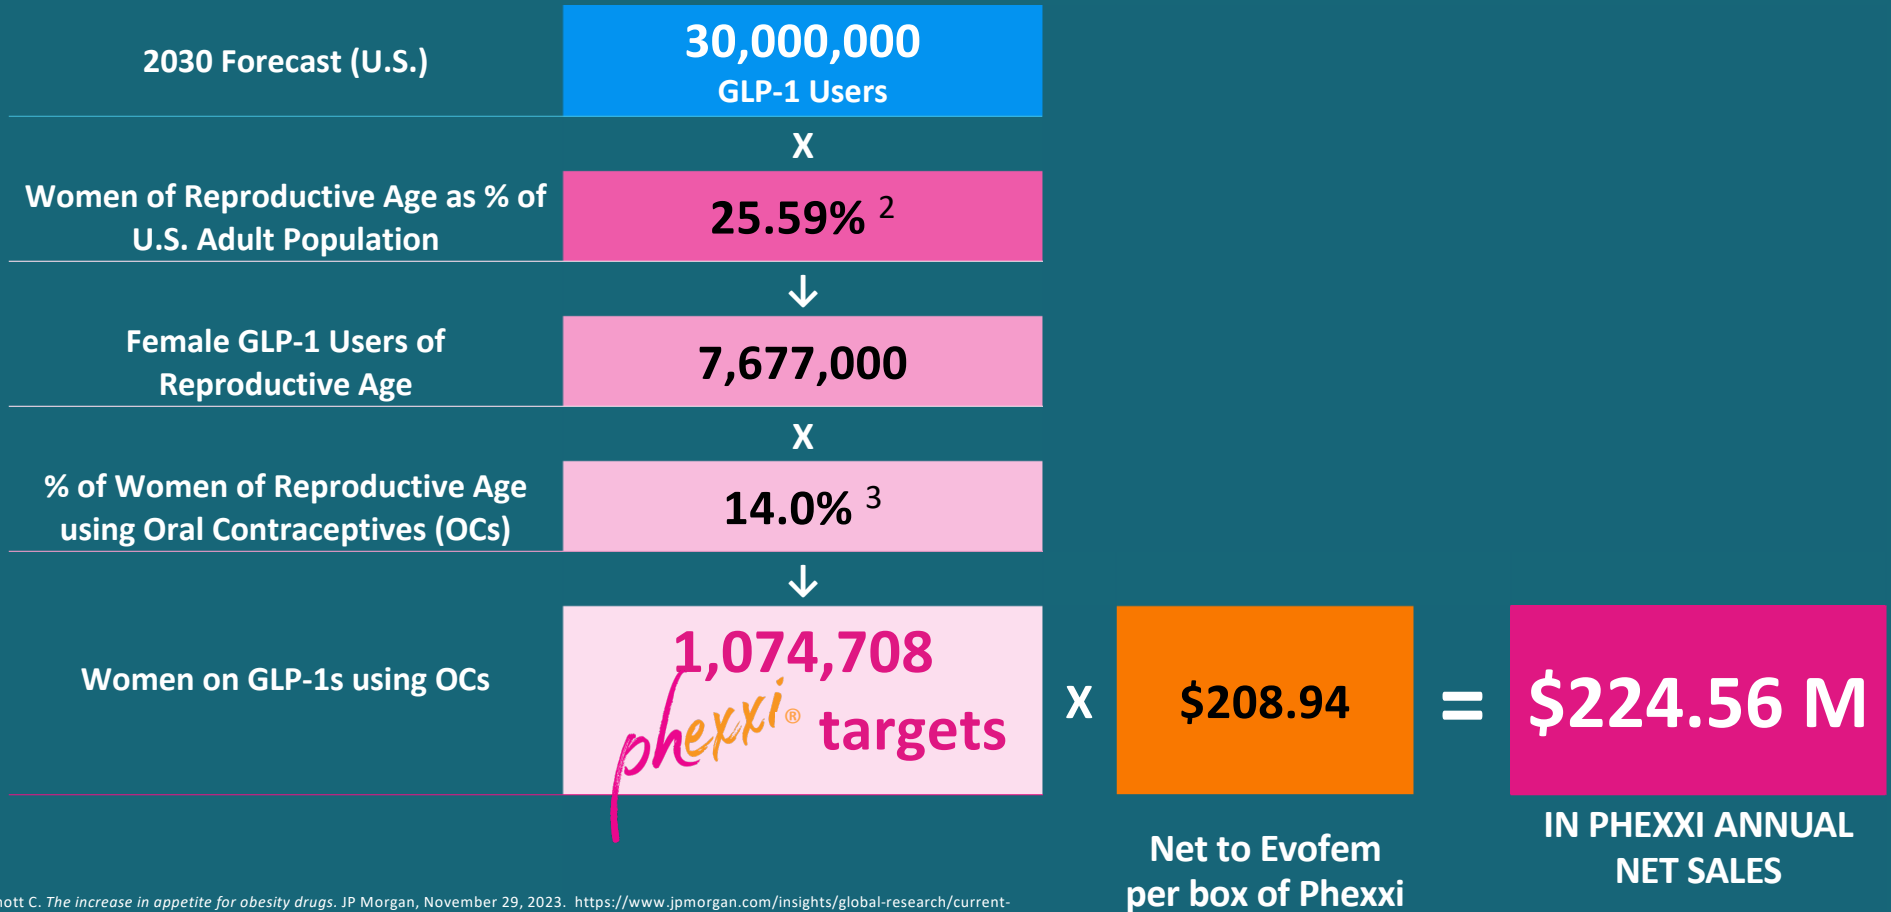 2030 Forecast (U.S.)
30,000,000
GLP-1 Users
X
Women of Reproductive Age as % of
U.S. Adult Population
25.59% 2
↓
Female GLP-1 Users of
Reproductive Age
7,677,000
X
% of Women of Reproductive Age
using Oral Contraceptives (OCs)
14.0% 3
↓
Women on GLP-1s using OCs
1,074,708
phexxi® targets
X
$208.94
=
$224.56 M
Net to Evofem
per box of Phexxi
IN PHEXXI ANNUAL
NET SALES
C. The increase in appetite for obesity drugs. JP Morgan, November 29, 2023. https://www.jpmorgan.com/insights/global-research/current-